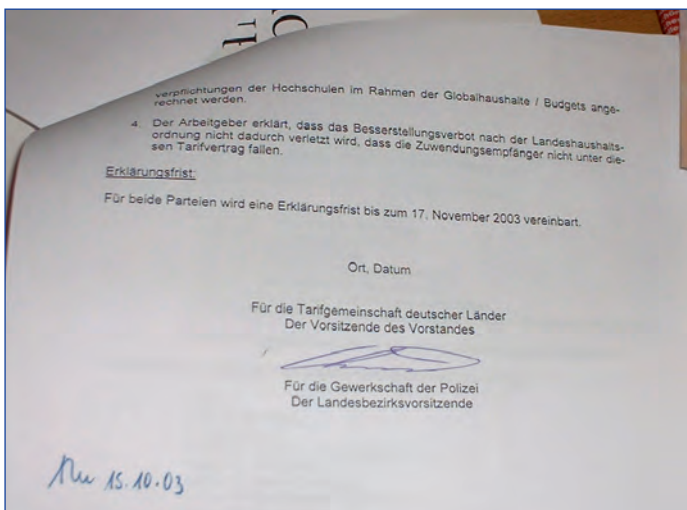 verpflichtungen der Hochschulen im Rahmen der Globalhaushalte / Budgets ange-
rechnet werden.
4. Der Arbeitgeber erklärt, dass das Besserstellungsverbot nach der Landeshaushalts-
ordnung nicht dadurch verletzt wird, dass die Zuwendungsempfänger nicht unter die-
sen Tarifvertrag fallen.
Erklärungsfrist:
Für beide Parteien wird eine Erklärungsfrist bis zum 17. November 2003 vereinbart.
Ort, Datum
Für die Tarifgemeinschaft deutscher Länder
Der Vorsitzende des Vorstandes
Für die Gewerkschaft der Polizei
Der Landesbezirksvorsitzende
15.10.03